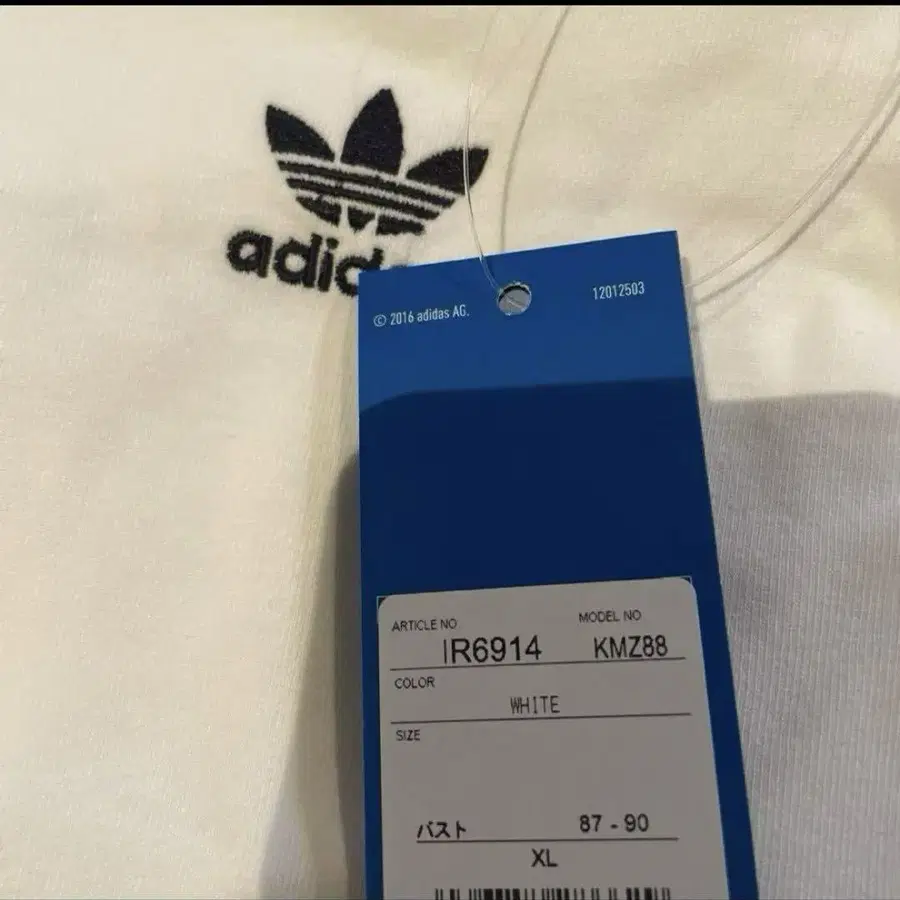 adid
© 2016 adidas AG.
12012503
ARTICLE NO
MODEL NO
IR6914
KMZ88
COLOR
WHITE
SIZE
バスト 87 - 90
XL